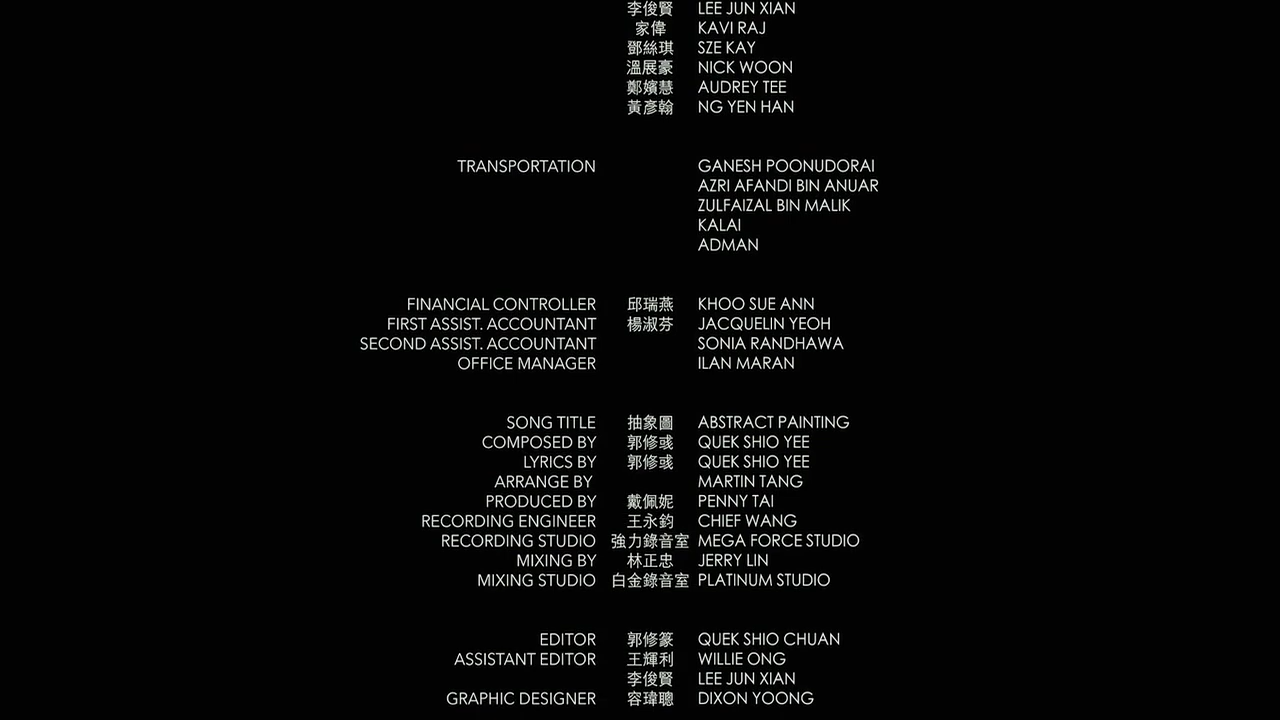 李俊賢 LEE JUN XIAN
家偉 KAVI RAJ
鄧絲琪 SZE KAY
溫展豪 NICK WOON
鄭嬪慧 AUDREY TEE
黃彥翰 NG YEN HAN
TRANSPORTATION GANESH POONUDORAI
AZRI AFANDI BIN ANUAR
ZULFAIZAL BIN MALIK
KALAI
ADMAN
FINANCIAL CONTROLLER 邱瑞燕 KHOO SUE ANN
FIRST ASSIST. ACCOUNTANT 楊淑芬 JACQUELIN YEOH
SECOND ASSIST. ACCOUNTANT SONIA RANDHAWA
OFFICE MANAGER ILAN MARAN
SONG TITLE 抽象圖 ABSTRACT PAINTING
COMPOSED BY 郭修彧 QUEK SHIO YEE
LYRICS BY 郭修彧 QUEK SHIO YEE
ARRANGE BY MARTIN TANG
PRODUCED BY 戴佩妮 PENNY TAI
RECORDING ENGINEER 王永鈞 CHIEF WANG
RECORDING STUDIO 強力錄音室 MEGA FORCE STUDIO
MIXING BY 林正忠 JERRY LIN
MIXING STUDIO 白金錄音室 PLATINUM STUDIO
EDITOR 郭修篆 QUEK SHIO CHUAN
ASSISTANT EDITOR 王輝利 WILLIE ONG
李俊賢 LEE JUN XIAN
GRAPHIC DESIGNER 容瑋聰 DIXON YOONG